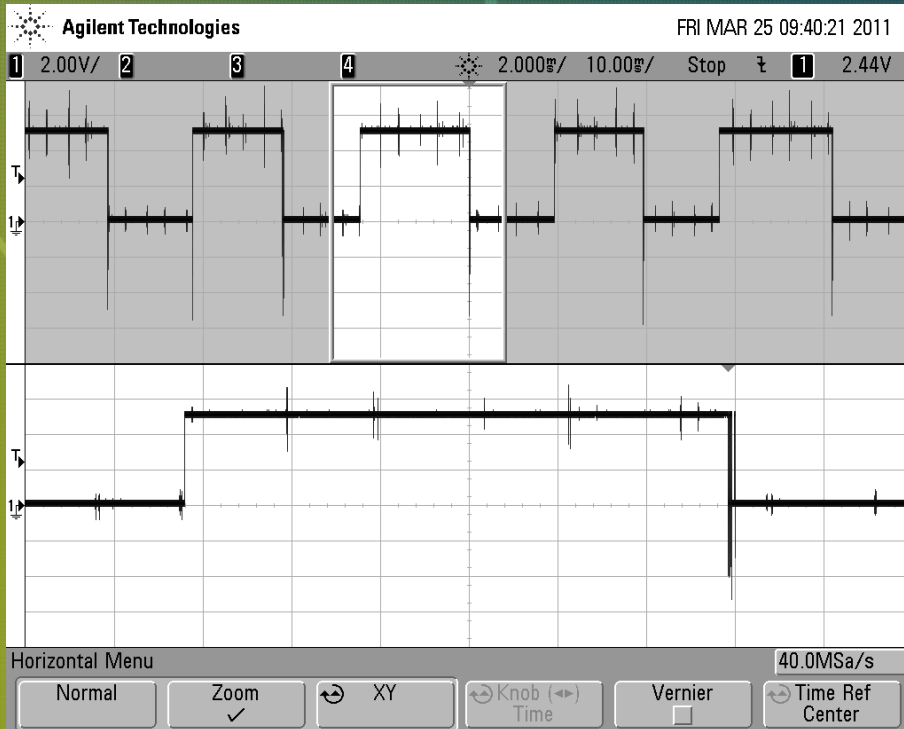 Agilent Technologies FRI MAR 25 09:40:21 2011
1 2.00V/ 2 3 4 2.000ms/ 10.00ms/ Stop 1 2.44V
T
1
T
1
Horizontal Menu 40.0MSa/s
Normal Zoom XY Knob (◄►) Vernier Time Ref
Time Center